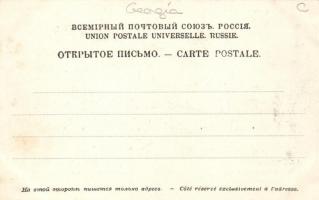 Georgia
C
ВСЕМІРНЫЙ ПОЧТОВЫЙ СОЮЗЪ. РОССІЯ.
UNION POSTALE UNIVERSELLE. RUSSIE.
ОТКРЫТОЕ ПИСЬМО. — CARTE POSTALE.
На этой сторонѣ пишется только адресъ. — Côté réservé exclusivement à l'adresse.